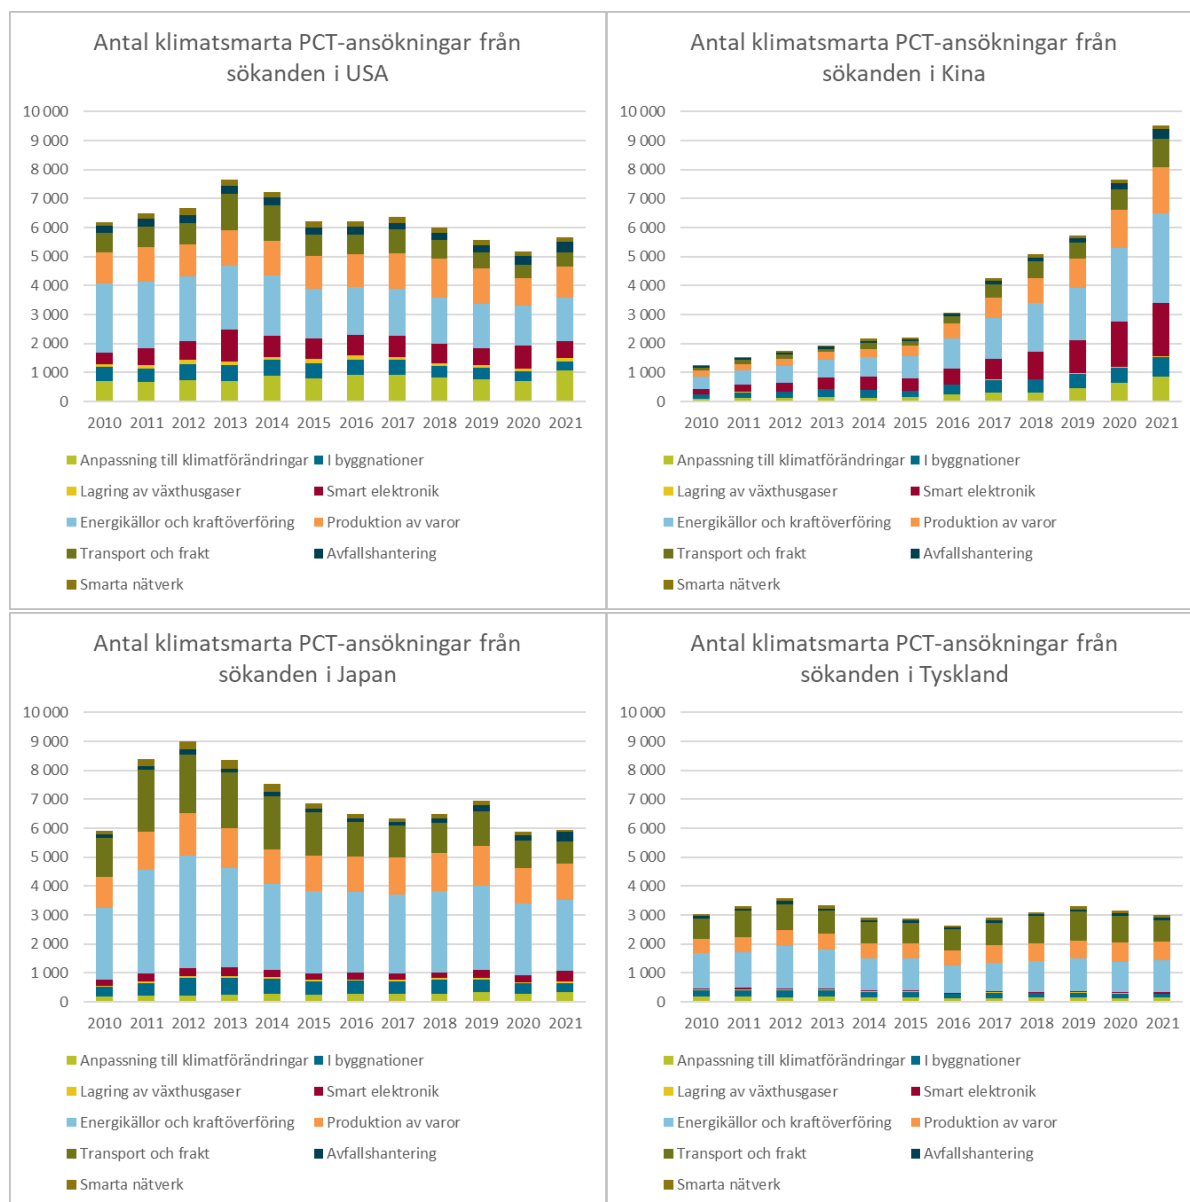 Antal klimatsmarta PCT-ansökningar från
sökanden i USA
10 000
9 000
8 000
7 000
6 000
5 000
4 000
3 000
2 000
1 000
0
2010 2011 2012 2013 2014 2015 2016 2017 2018 2019 2020 2021
Anpassning till klimatförändringar I byggnationer
Lagring av växthusgaser Smart elektronik
Energikällor och kraftöverföring Produktion av varor
Transport och frakt Avfallshantering
Smarta nätverk
Antal klimatsmarta PCT-ansökningar från
sökanden i Kina
10 000
9 000
8 000
7 000
6 000
5 000
4 000
3 000
2 000
1 000
0
2010 2011 2012 2013 2014 2015 2016 2017 2018 2019 2020 2021
Anpassning till klimatförändringar I byggnationer
Lagring av växthusgaser Smart elektronik
Energikällor och kraftöverföring Produktion av varor
Transport och frakt Avfallshantering
Smarta nätverk
Antal klimatsmarta PCT-ansökningar från
sökanden i Japan
10 000
9 000
8 000
7 000
6 000
5 000
4 000
3 000
2 000
1 000
0
2010 2011 2012 2013 2014 2015 2016 2017 2018 2019 2020 2021
Anpassning till klimatförändringar I byggnationer
Lagring av växthusgaser Smart elektronik
Energikällor och kraftöverföring Produktion av varor
Transport och frakt Avfallshantering
Smarta nätverk
Antal klimatsmarta PCT-ansökningar från
sökanden i Tyskland
10 000
9 000
8 000
7 000
6 000
5 000
4 000
3 000
2 000
1 000
0
2010 2011 2012 2013 2014 2015 2016 2017 2018 2019 2020 2021
Anpassning till klimatförändringar I byggnationer
Lagring av växthusgaser Smart elektronik
Energikällor och kraftöverföring Produktion av varor
Transport och frakt Avfallshantering
Smarta nätverk